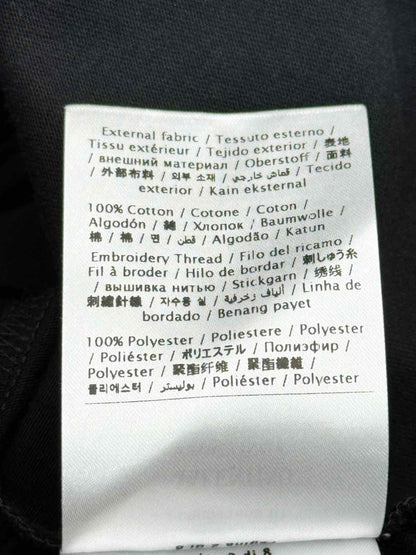 External fabric / Tessuto esterno /
Tissu extérieur / Tejido exterior / 表地
/ внешний материал / Oberstoff / 面料
/ 外部布料 / 외부 소재 / قماش خارجي / Tecido
exterior / Kain eksternal
100% Cotton / Cotone / Coton /
Algodón / 綿 / Хлопок / Baumwolle /
棉 / 棉 / 면 / قطن / Algodão / Katun
Embroidery Thread / Filo del ricamo /
Fil à broder / Hilo de bordar / 刺しゅう糸
/ вышивка нитью / Stickgarn / 绣线 /
刺繡針線 / 자수용 실 / ألياف زخرفية / Linha de
bordado / Benang payet
100% Polyester / Poliestere / Polyester
/ Poliéster / ポリエステル / Полиэфир /
Polyester / 聚酯纤维 / 聚酯纖維 /
폴리에스터 / بوليستر / Poliéster / Polyester